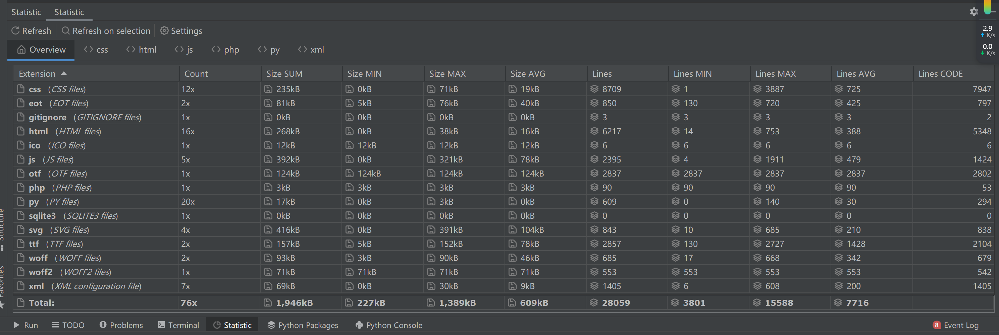 Statistic Statistic
Refresh Refresh on selection Settings
2.9
K/s
Overview css html js php py xml
0.0
K/s
Extension Count Size SUM Size MIN Size MAX Size AVG Lines Lines MIN Lines MAX Lines AVG Lines CODE
css (CSS files) 12x 235kB 0kB 71kB 19kB 8709 1 3887 725 7947
eot (EOT files) 2x 81kB 5kB 76kB 40kB 850 130 720 425 797
gitignore (GITIGNORE files) 1x 0kB 0kB 0kB 0kB 3 3 3 3 2
html (HTML files) 16x 268kB 0kB 38kB 16kB 6217 14 753 388 5348
ico (ICO files) 1x 12kB 12kB 12kB 12kB 6 6 6 6 6
js (JS files) 5x 392kB 0kB 321kB 78kB 2395 4 1911 479 1424
otf (OTF files) 1x 124kB 124kB 124kB 124kB 2837 2837 2837 2837 2802
php (PHP files) 1x 3kB 3kB 3kB 3kB 90 90 90 90 53
py (PY files) 20x 17kB 0kB 3kB 0kB 609 0 140 30 294
sqlite3 (SQLITE3 files) 1x 0kB 0kB 0kB 0kB 0 0 0 0 0
svg (SVG files) 4x 416kB 0kB 391kB 104kB 843 10 685 210 838
ttf (TTF files) 2x 157kB 5kB 152kB 78kB 2857 130 2727 1428 2104
woff (WOFF files) 2x 93kB 3kB 90kB 46kB 685 17 668 342 679
woff2 (WOFF2 files) 1x 71kB 71kB 71kB 71kB 553 553 553 553 542
xml (XML configuration file) 7x 69kB 0kB 30kB 9kB 1405 6 608 200 1405
Total: 76x 1,946kB 227kB 1,389kB 609kB 28059 3801 15588 7716
Structure
Favorites
Run TODO Problems Terminal Statistic Python Packages Python Console 8 Event Log